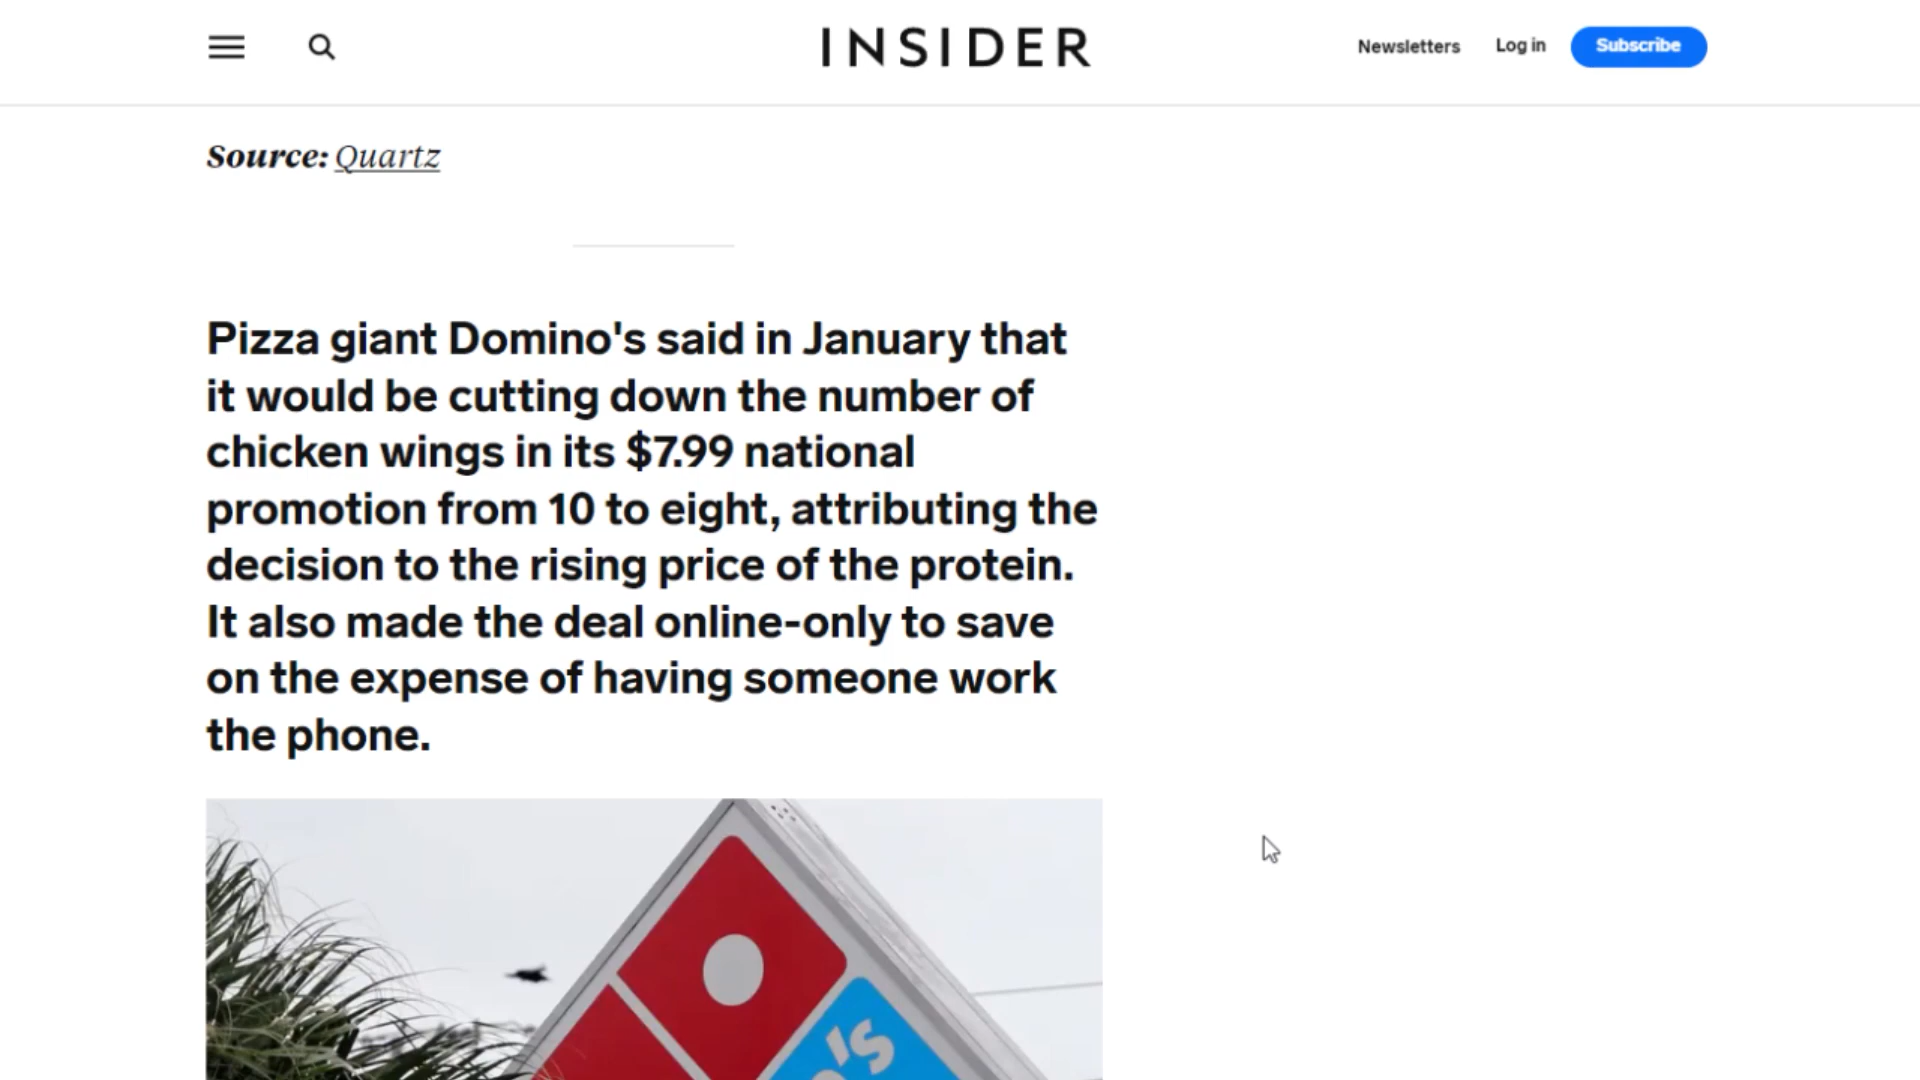 INSIDER
Newsletters
Log in
Subscribe
Source: Quartz
Pizza giant Domino's said in January that
it would be cutting down the number of
chicken wings in its $7.99 national
promotion from 10 to eight, attributing the
decision to the rising price of the protein.
It also made the deal online-only to save
on the expense of having someone work
the phone.
's